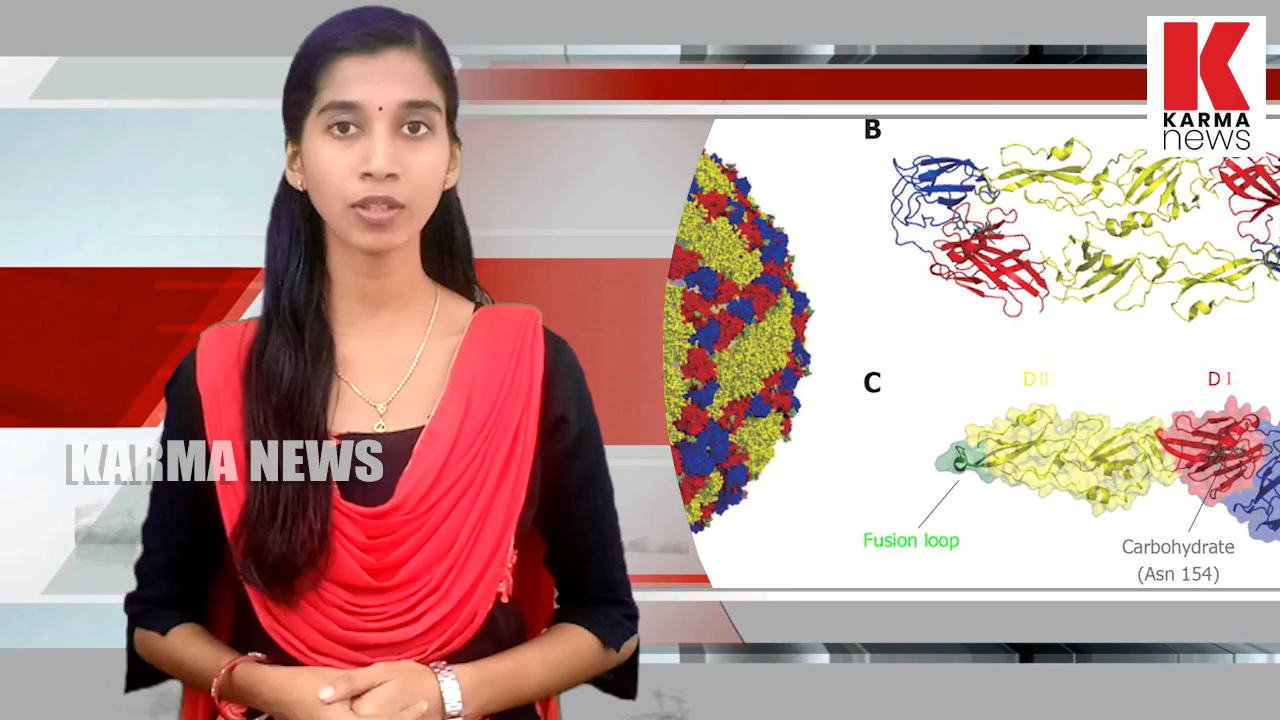 KARMA
news
B
C
D II
D I
KARMA NEWS
Fusion loop
Carbohydrate
(Asn 154)